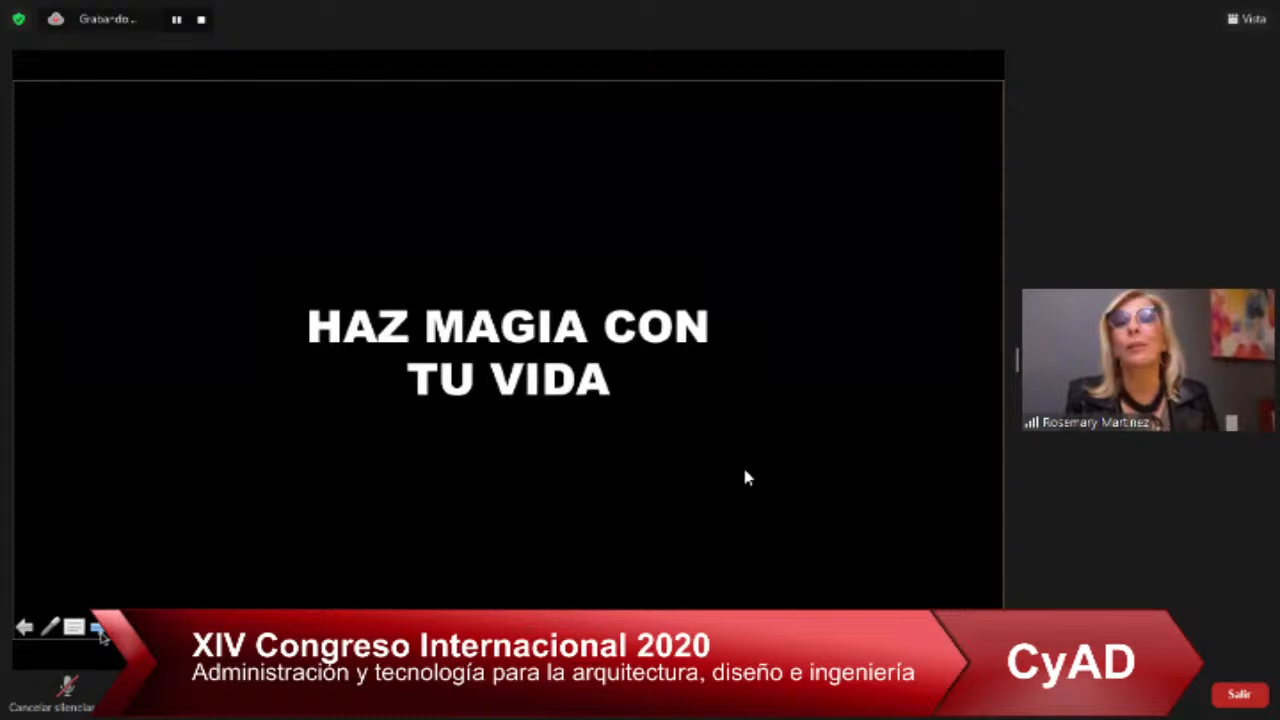 Grabando...
Vista
HAZ MAGIA CON
TU VIDA
Rosemary Martinez
XIV Congreso Internacional 2020
Administración y tecnología para la arquitectura, diseño e ingeniería
CyAD
Cancelar silenciar
Salir